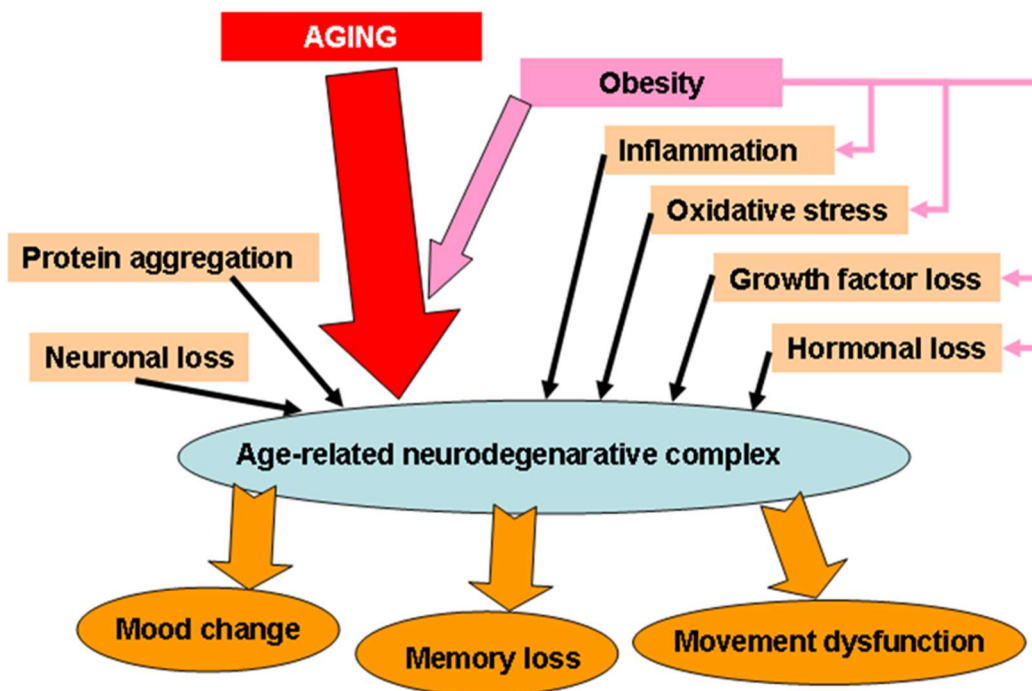 AGING
Obesity
Inflammation
Oxidative stress
Protein aggregation
Growth factor loss
Neuronal loss
Hormonal loss
Age-related neurodegenarative complex
Mood change
Memory loss
Movement dysfunction